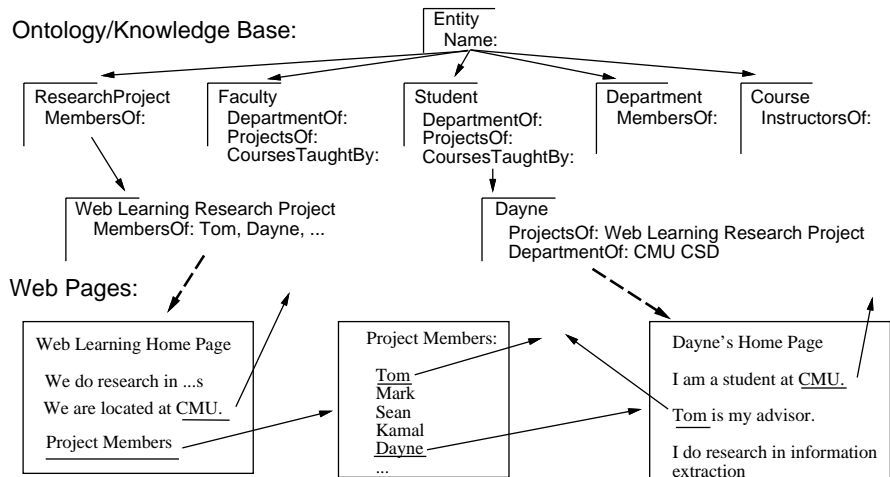 Ontology/Knowledge Base:
Entity
Name:
ResearchProject
MembersOf:
Faculty
DepartmentOf:
ProjectsOf:
CoursesTaughtBy:
Student
DepartmentOf:
ProjectsOf:
CoursesTaughtBy:
Department
MembersOf:
Course
InstructorsOf:
Web Learning Research Project
MembersOf: Tom, Dayne, ...
Dayne
ProjectsOf: Web Learning Research Project
DepartmentOf: CMU CSD
Web Pages:
Web Learning Home Page
We do research in ...s
We are located at CMU.
Project Members
Project Members:
Tom
Mark
Sean
Kamal
Dayne
...
Dayne's Home Page
I am a student at CMU.
Tom is my advisor.
I do research in information
extraction